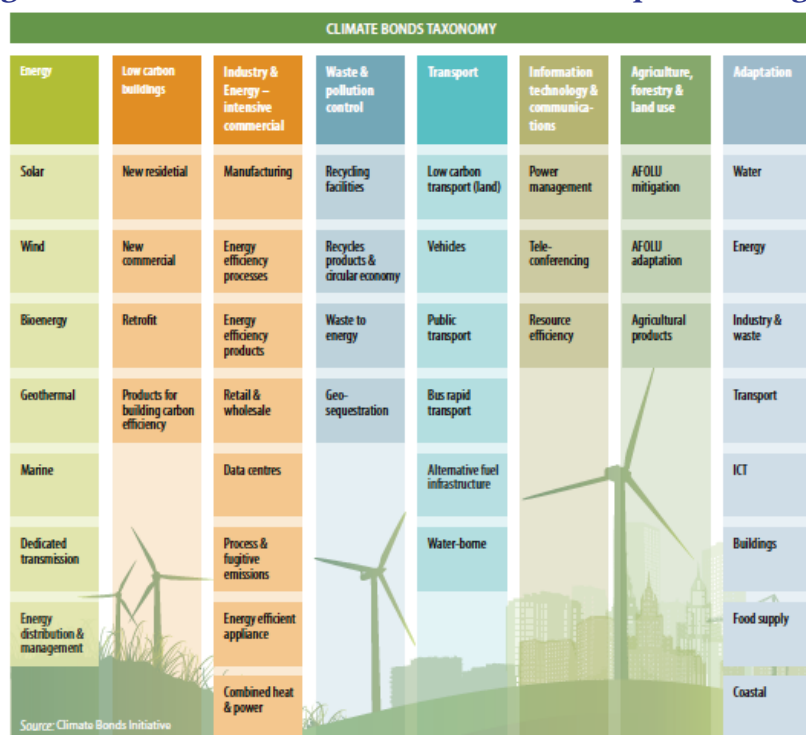 CLIMATE BONDS TAXONOMY
Energy
Low carbon
buildings
Industry &
Energy –
intensive
commercial
Waste &
pollution
control
Transport
Information
technology &
communica-
tions
Agriculture,
forestry &
land use
Adaptation
Solar
New residetial
Manufacturing
Recycling
facilities
Low carbon
transport (land)
Power
management
AFOLU
mitigation
Water
Wind
New
commercial
Energy
efficiency
processes
Recycles
products &
circular economy
Vehides
Tele-
conferencing
AFOLU
adaptation
Energy
Bioenergy
Retrofit
Energy
efficiency
products
Waste to
energy
Public
transport
Resource
efficiency
Agricultural
products
Industry &
waste
Geothermal
Products for
building carbon
efficiency
Retail &
wholesale
Geo-
sequestration
Bus rapid
transport
Transport
Marine
Data centres
Alternative fuel
infrastructure
ICT
Dedicated
transmission
Process &
fugitive
emissions
Water-borne
Buildings
Energy
distribution &
management
Energy efficient
appliance
Food supply
Combined heat
& power
Coastal
Source: Climate Bonds Initiative